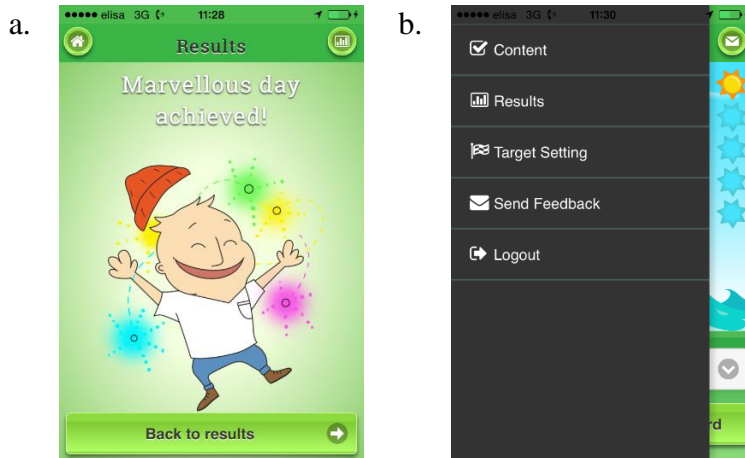 a.
elisa 3G 11:28
Results
Marvellous day
achieved!
Back to results
b.
elisa 3G 11:30
Content
Results
Target Setting
Send Feedback
Logout
rd